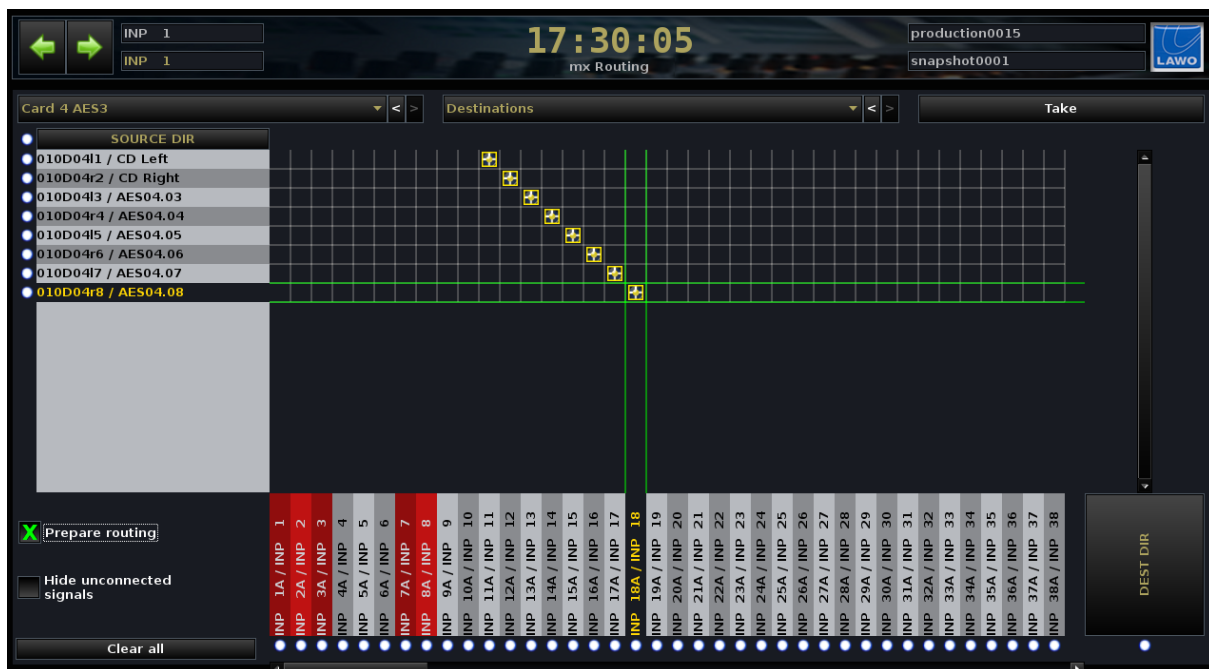 INP 1
INP 1
17:30:05
mx Routing
production0015
snapshot0001
LAWO
Card 4 AES3
< >
Destinations
< >
Take
SOURCE DIR
010D04l1 / CD Left
010D04r2 / CD Right
010D04l3 / AES04.03
010D04r4 / AES04.04
010D04l5 / AES04.05
010D04r6 / AES04.06
010D04l7 / AES04.07
010D04r8 / AES04.08
X Prepare routing
Hide unconnected
signals
Clear all
INP 1A / INP 1
INP 2A / INP 2
INP 3A / INP 3
INP 4A / INP 4
INP 5A / INP 5
INP 6A / INP 6
INP 7A / INP 7
INP 8A / INP 8
INP 9A / INP 9
INP 10A / INP 10
INP 11A / INP 11
INP 12A / INP 12
INP 13A / INP 13
INP 14A / INP 14
INP 15A / INP 15
INP 16A / INP 16
INP 17A / INP 17
INP 18A / INP 18
INP 19A / INP 19
INP 20A / INP 20
INP 21A / INP 21
INP 22A / INP 22
INP 23A / INP 23
INP 24A / INP 24
INP 25A / INP 25
INP 26A / INP 26
INP 27A / INP 27
INP 28A / INP 28
INP 29A / INP 29
INP 30A / INP 30
INP 31A / INP 31
INP 32A / INP 32
INP 33A / INP 33
INP 34A / INP 34
INP 35A / INP 35
INP 36A / INP 36
INP 37A / INP 37
INP 38A / INP 38
DEST DIR